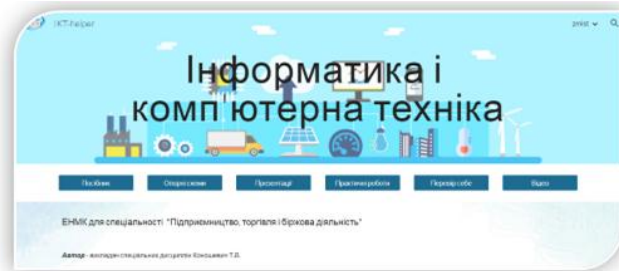 ІКТ-helper
Інформатика і
комп ютерна техніка
Посібник
Опорні схеми
Презентації
Практичні роботи
Перевір себе
Відео
ЕНМК для спеціальності "Підприємництво, торгівля і біржова діяльність"
Автор - викладач спеціальних дисциплін Коношевич Т.Л.